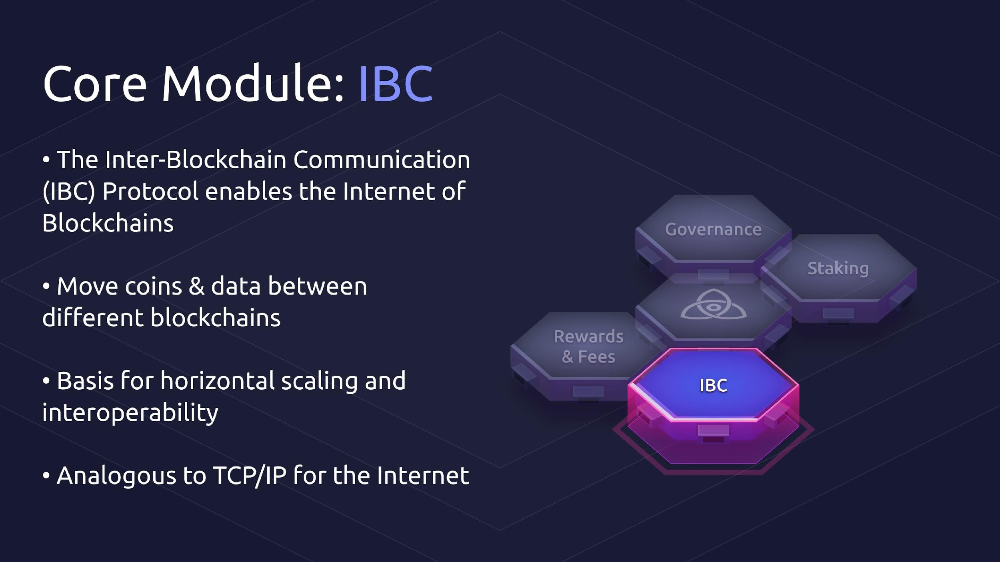 Core Module: IBC
• The Inter-Blockchain Communication
(IBC) Protocol enables the Internet of
Blockchains
• Move coins & data between
different blockchains
• Basis for horizontal scaling and
interoperability
• Analogous to TCP/IP for the Internet
Governance
Staking
Rewards
& Fees
IBC